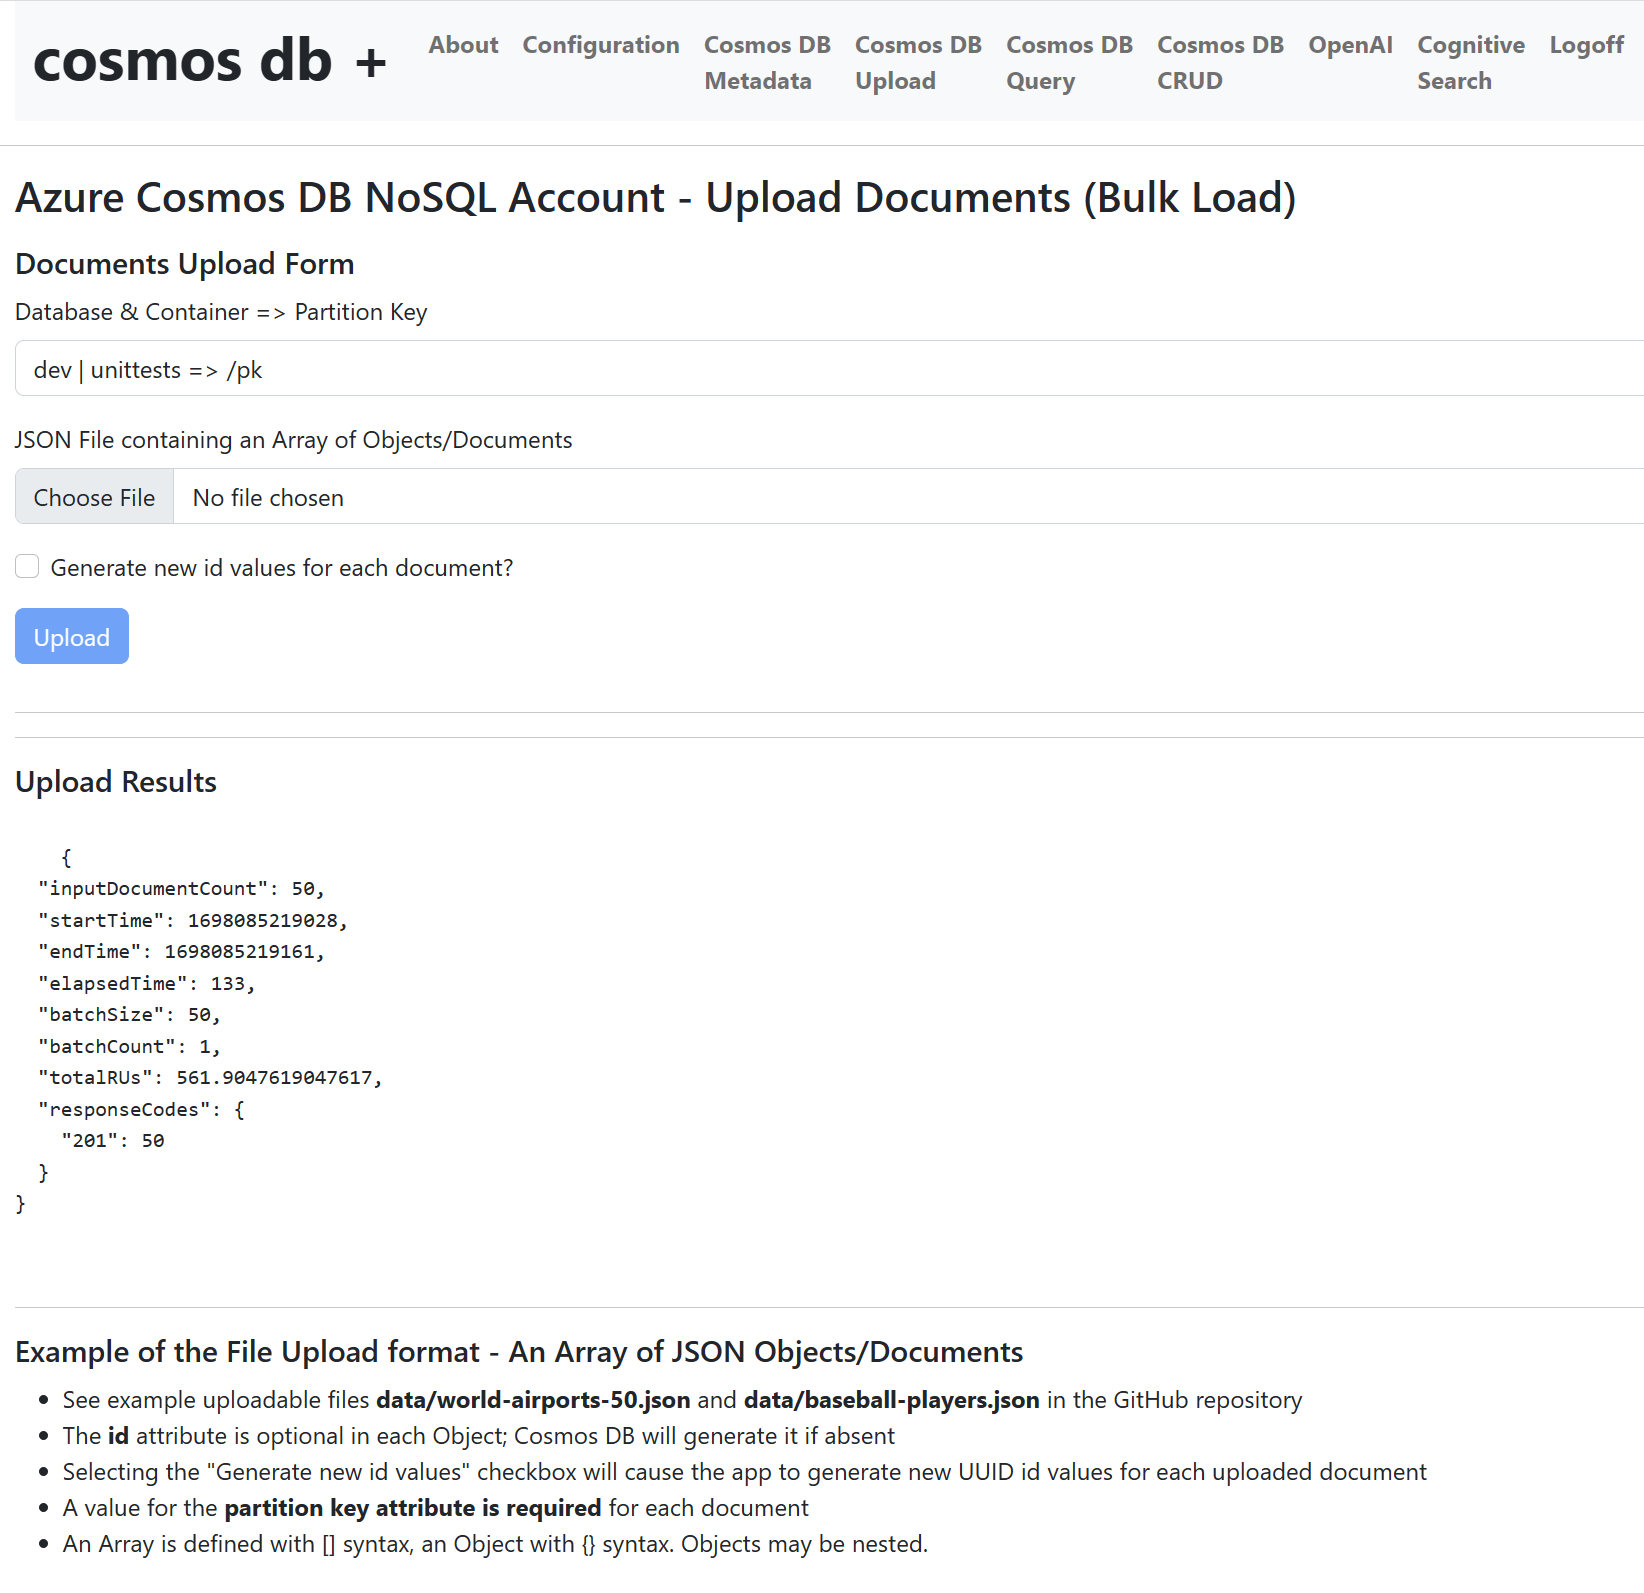 cosmos db +
About Configuration Cosmos DB Metadata Cosmos DB Upload Cosmos DB Query Cosmos DB CRUD OpenAI Cognitive Search Logoff
Azure Cosmos DB NoSQL Account - Upload Documents (Bulk Load)
Documents Upload Form
Database & Container => Partition Key
dev | unittests => /pk
JSON File containing an Array of Objects/Documents
Choose File No file chosen
Generate new id values for each document?
Upload
Upload Results
{
"inputDocumentCount": 50,
"startTime": 1698085219028,
"endTime": 1698085219161,
"elapsedTime": 133,
"batchSize": 50,
"batchCount": 1,
"totalRUs": 561.9047619047617,
"responseCodes": {
"201": 50
}
}
Example of the File Upload format - An Array of JSON Objects/Documents
• See example uploadable files data/world-airports-50.json and data/baseball-players.json in the GitHub repository
• The id attribute is optional in each Object; Cosmos DB will generate it if absent
• Selecting the "Generate new id values" checkbox will cause the app to generate new UUID id values for each uploaded document
• A value for the partition key attribute is required for each document
• An Array is defined with [] syntax, an Object with {} syntax. Objects may be nested.